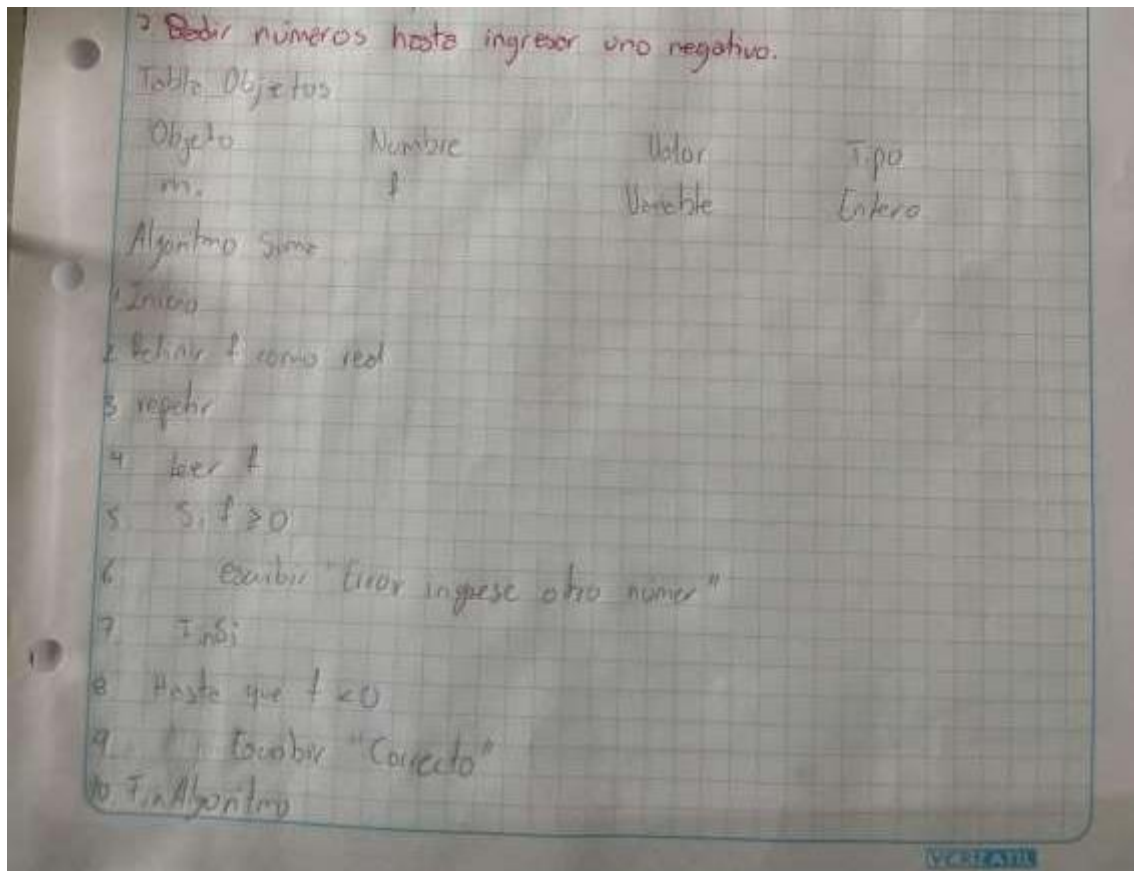 ? Pedir números hasta ingresar uno negativo.
Tabla Objetos
Objeto Nombre Valor Tipo
m. f Variable Entero
Algoritmo Suma
1 Inicio
2 Definir f como real
3 repetir
4 leer f
5 Si f ≥ 0
6 escribir "Error ingrese otro númer"
7 FinSi
8 Hasta que f < 0
9 Escribir "Correcto"
10 FinAlgoritmo